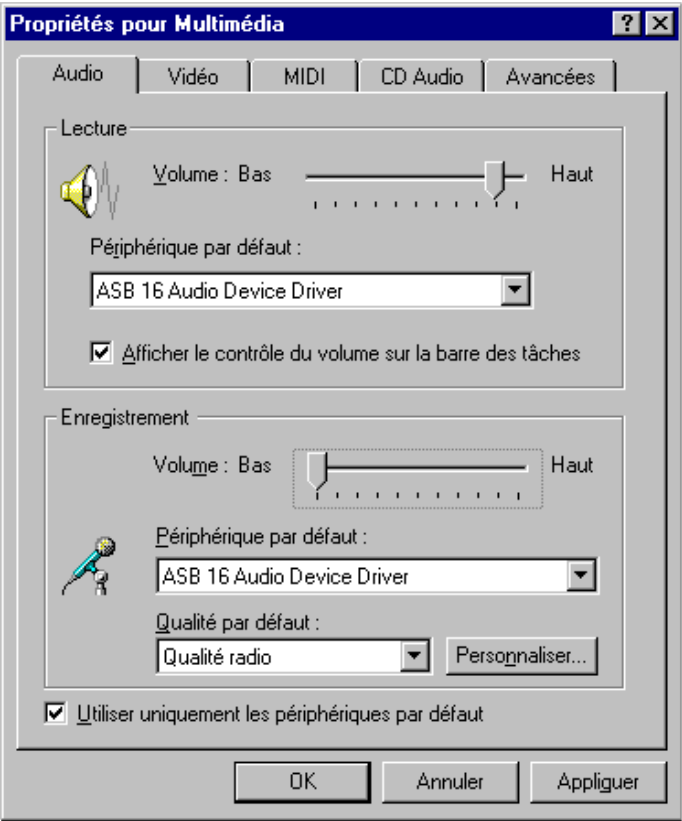 Propriétés pour Multimédia
Audio Vidéo MIDI CD Audio Avancées
Lecture
Volume : Bas Haut
Périphérique par défaut :
ASB 16 Audio Device Driver
Afficher le contrôle du volume sur la barre des tâches
Enregistrement
Volume : Bas Haut
Périphérique par défaut :
ASB 16 Audio Device Driver
Qualité par défaut :
Qualité radio Personnaliser...
Utiliser uniquement les périphériques par défaut
OK Annuler Appliquer